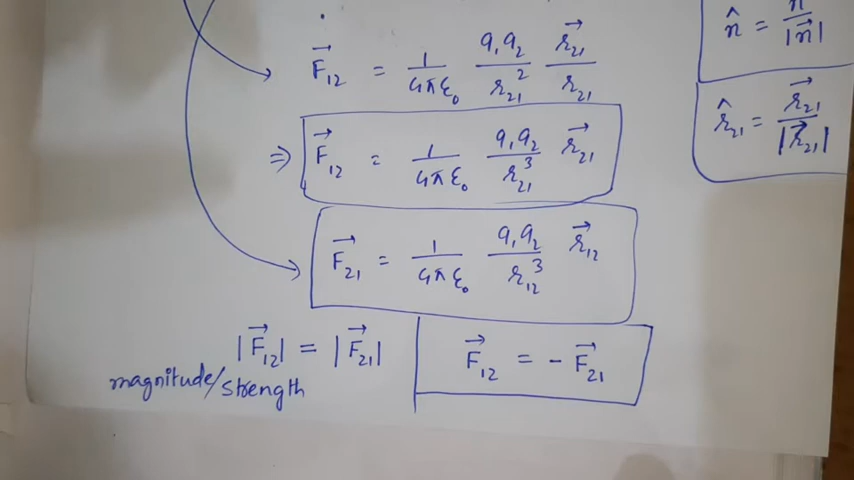 n̂ = n⃗ / |n⃗|
F⃗₁₂ = 1/4πε₀ q₁q₂/r₂₁² r⃗₂₁/r₂₁
r̂₂₁ = r⃗₂₁ / |r⃗₂₁|
⇒ F⃗₁₂ = 1/4πε₀ q₁q₂/r₂₁³ r⃗₂₁
F⃗₂₁ = 1/4πε₀ q₁q₂/r₁₂³ r⃗₁₂
|F⃗₁₂| = |F⃗₂₁|
F⃗₁₂ = − F⃗₂₁
magnitude/strength